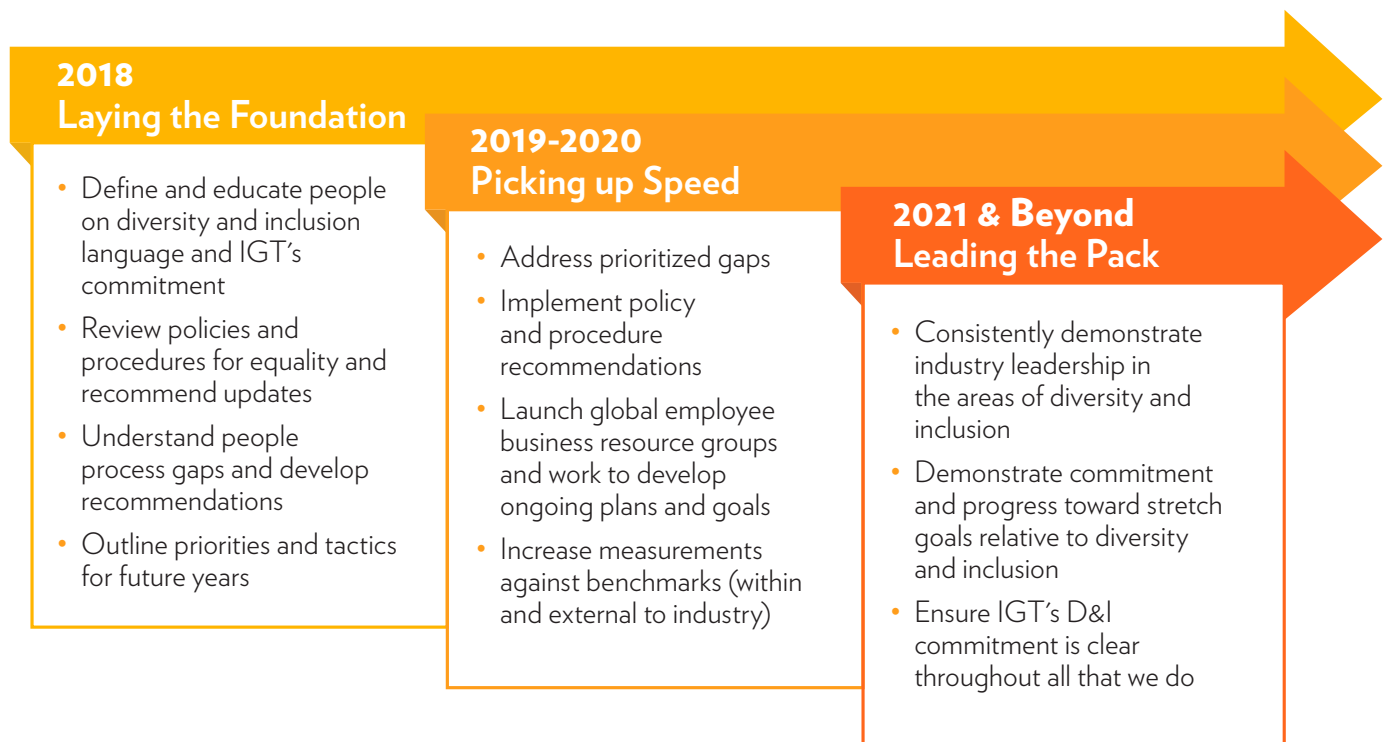 2018
Laying the Foundation
• Define and educate people
on diversity and inclusion
language and IGT's
commitment
• Review policies and
procedures for equality and
recommend updates
• Understand people
process gaps and develop
recommendations
• Outline priorities and tactics
for future years
2019-2020
Picking up Speed
• Address prioritized gaps
• Implement policy
and procedure
recommendations
• Launch global employee
business resource groups
and work to develop
ongoing plans and goals
• Increase measurements
against benchmarks (within
and external to industry)
2021 & Beyond
Leading the Pack
• Consistently demonstrate
industry leadership in
the areas of diversity and
inclusion
• Demonstrate commitment
and progress toward stretch
goals relative to diversity
and inclusion
• Ensure IGT's D&I
commitment is clear
throughout all that we do